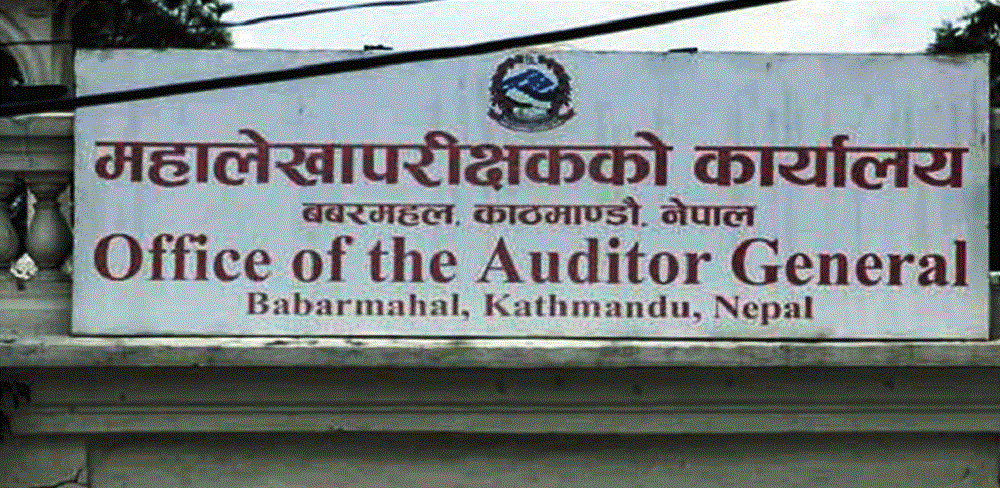 महालेखापरीक्षकको कार्यालय
बबरमहल, काठमाण्डौ, नेपाल
Office of the Auditor General
Babarmahal, Kathmandu, Nepal